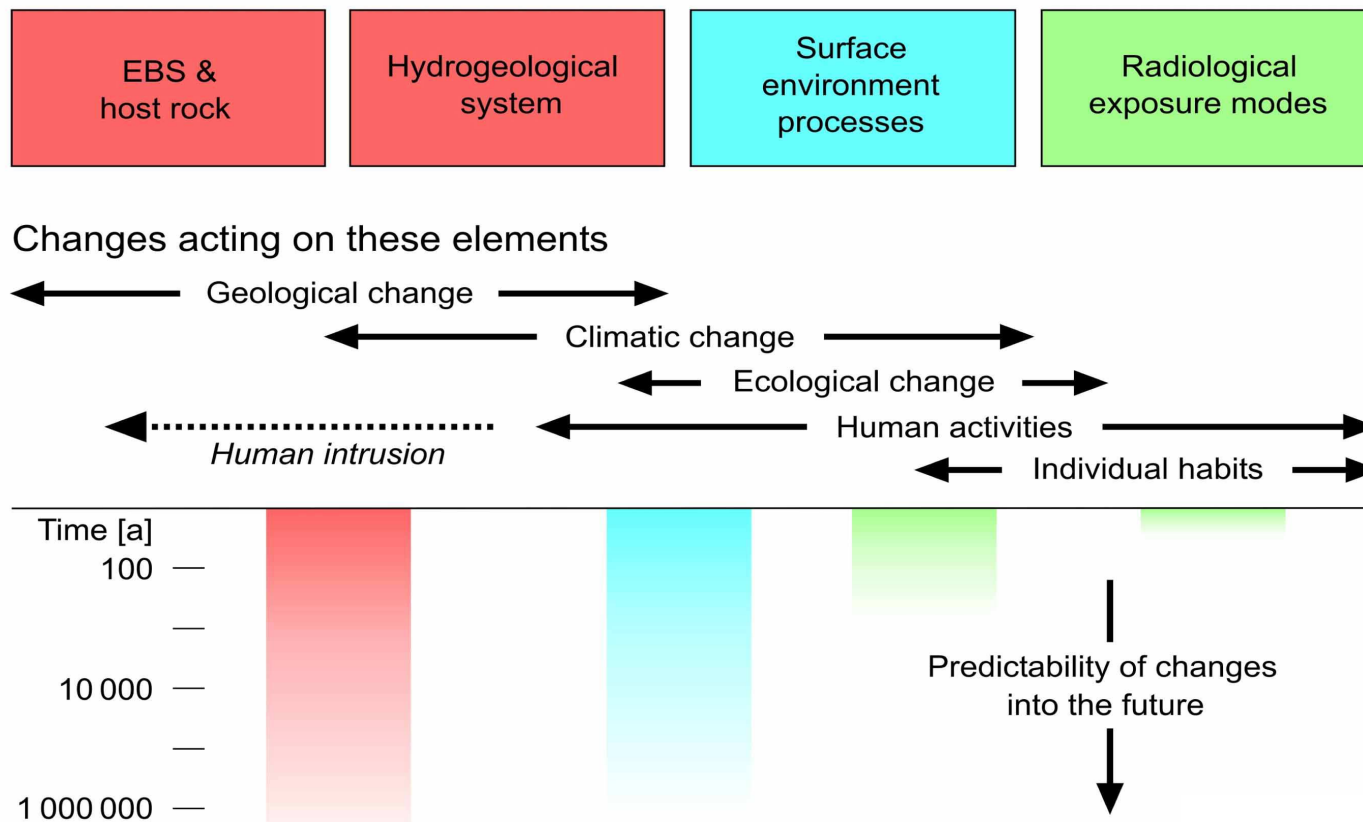 EBS &
host rock
Hydrogeological
system
Surface
environment
processes
Radiological
exposure modes
Changes acting on these elements
Geological change
Climatic change
Ecological change
Human activities
Human intrusion
Individual habits
Time [a]
100
10 000
1 000 000
Predictability of changes
into the future